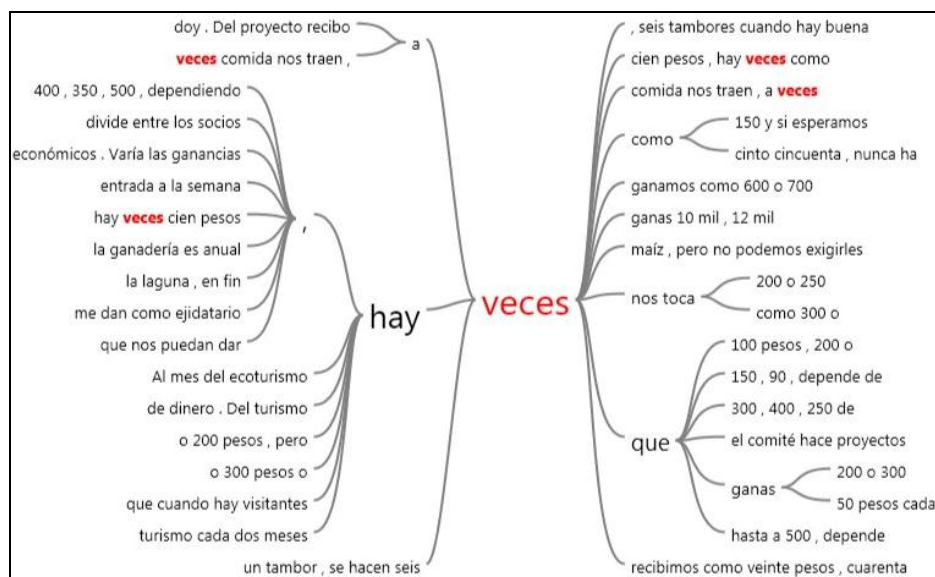 doy . Del proyecto recibo
veces comida nos traen ,
a
400 , 350 , 500 , dependiendo
divide entre los socios
económicos . Varía las ganancias
entrada a la semana
hay veces cien pesos
la ganadería es anual
la laguna , en fin
me dan como ejidatario
que nos puedan dar
,
Al mes del ecoturismo
de dinero . Del turismo
o 200 pesos , pero
o 300 pesos o
que cuando hay visitantes
turismo cada dos meses
hay
un tambor , se hacen seis
veces
, seis tambores cuando hay buena
cien pesos , hay veces como
comida nos traen , a veces
como
150 y si esperamos
cinto cincuenta , nunca ha
ganamos como 600 o 700
ganas 10 mil , 12 mil
maíz , pero no podemos exigirles
nos toca
200 o 250
como 300 o
que
100 pesos , 200 o
150 , 90 , depende de
300 , 400 , 250 de
el comité hace proyectos
ganas
200 o 300
50 pesos cada
hasta a 500 , depende
recibimos como veinte pesos , cuarenta